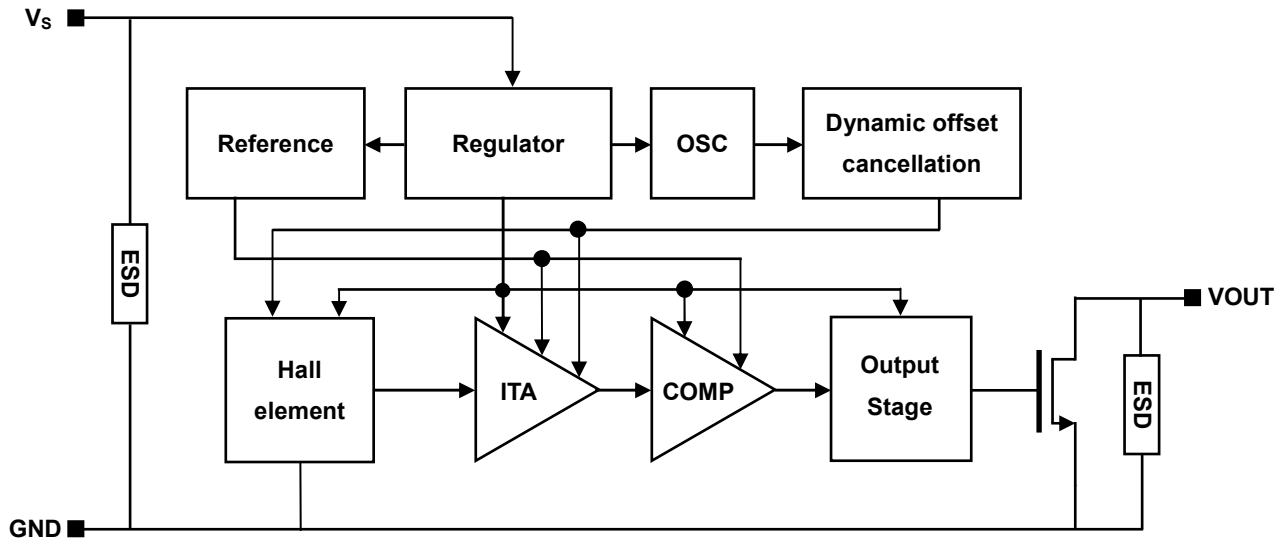 Vs
Reference
Regulator
OSC
Dynamic offset
cancellation
ESD
VOUT
Hall
element
ITA
COMP
Output
Stage
ESD
GND